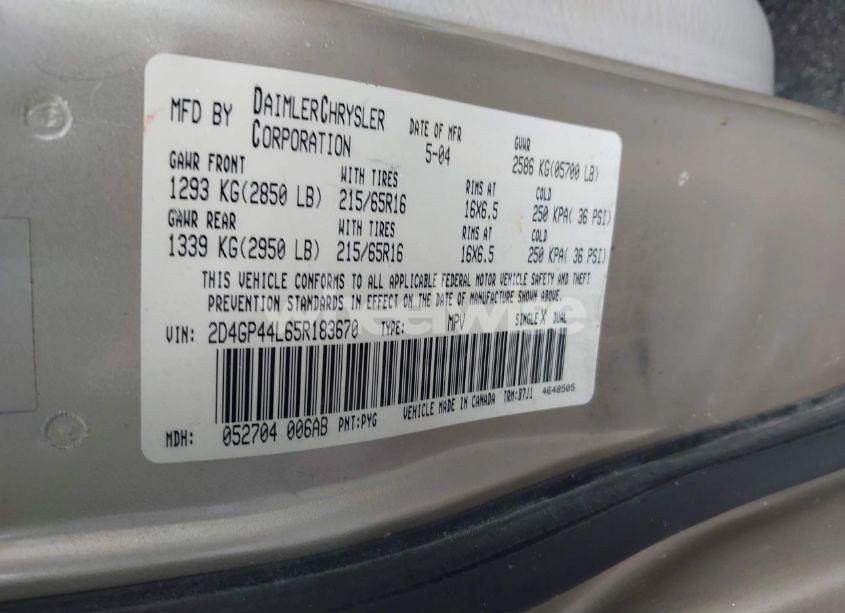 MFD BY DAIMLERCHRYSLER CORPORATION DATE OF MFR 5-04 GVWR 2586 KG(05700 LB)
GAWR FRONT WITH TIRES RIMS AT COLD
1293 KG(2850 LB) 215/65R16 16X6.5 250 KPA( 36 PSI)
GAWR REAR WITH TIRES RIMS AT COLD
1339 KG(2950 LB) 215/65R16 16X6.5 250 KPA( 36 PSI)
THIS VEHICLE CONFORMS TO ALL APPLICABLE FEDERAL MOTOR VEHICLE SAFETY AND THEFT
PREVENTION STANDARDS IN EFFECT ON THE DATE OF MANUFACTURE SHOWN ABOVE.
VIN: 2D4GP44L65R183670 TYPE: MPV SINGLE X DUAL
MDH: 052704 006AB PNT:PYG VEHICLE MADE IN CANADA TRM:B7J1 4648505